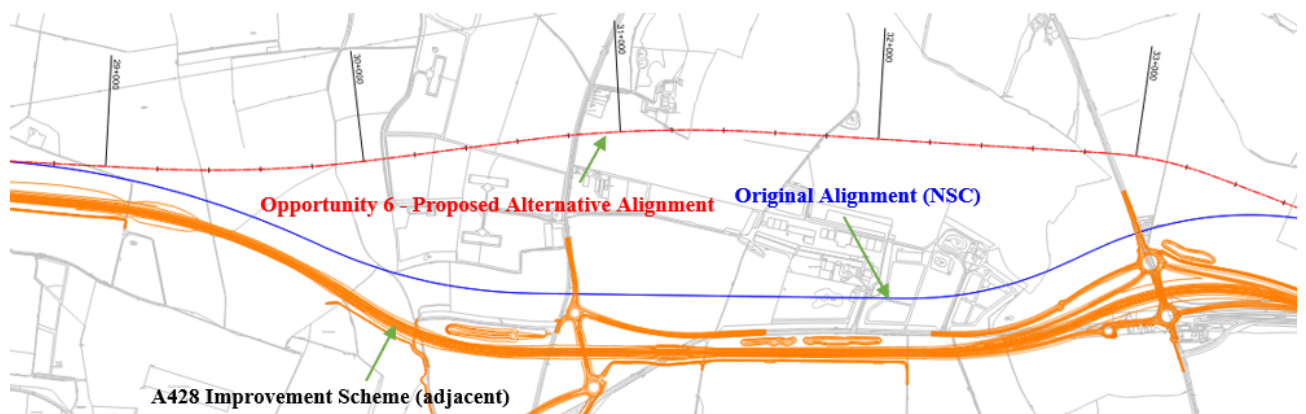 29+000
30+000
31+000
32+000
33+000
Opportunity 6 - Proposed Alternative Alignment
Original Alignment (NSC)
A428 Improvement Scheme (adjacent)